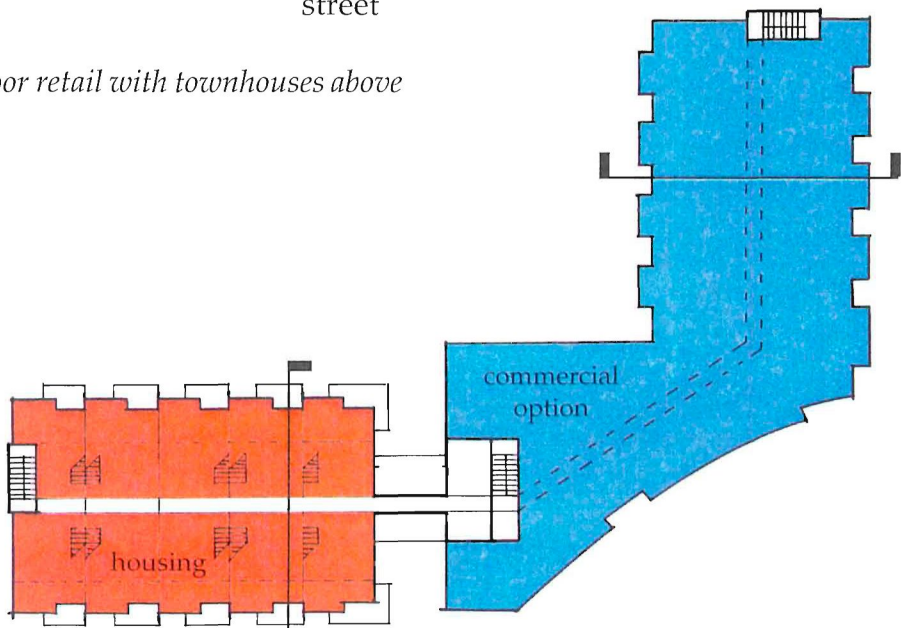 street
oor retail with townhouses above
commercial
option
housing